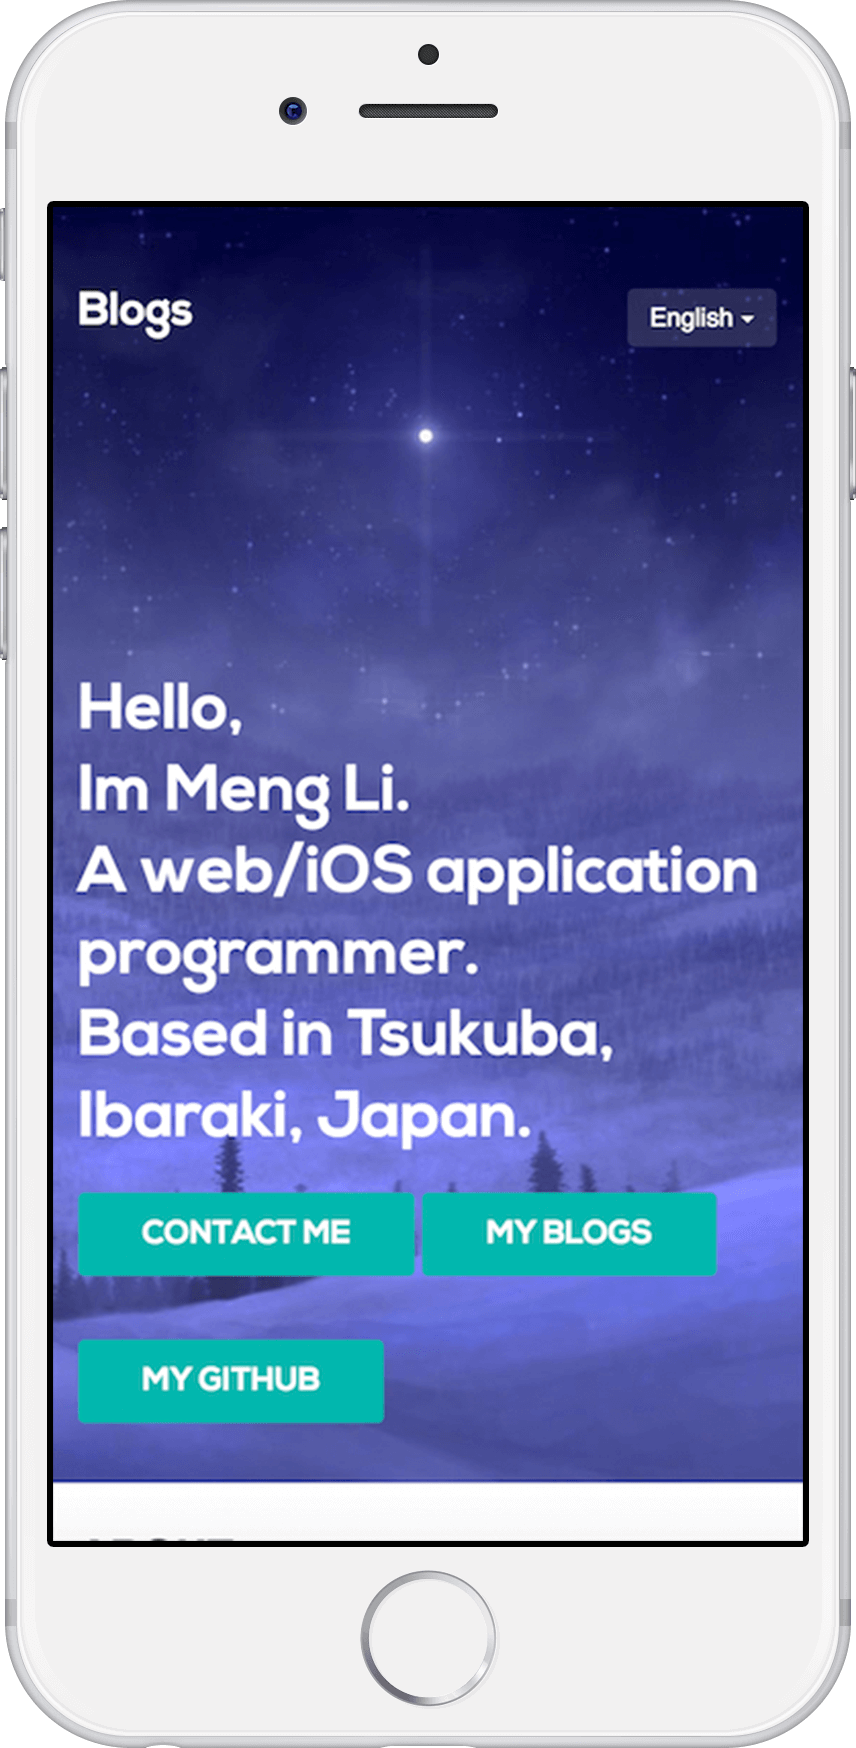 Blogs
English
Hello,
Im Meng Li.
A web/iOS application
programmer.
Based in Tsukuba,
Ibaraki, Japan.
CONTACT ME
MY BLOGS
MY GITHUB